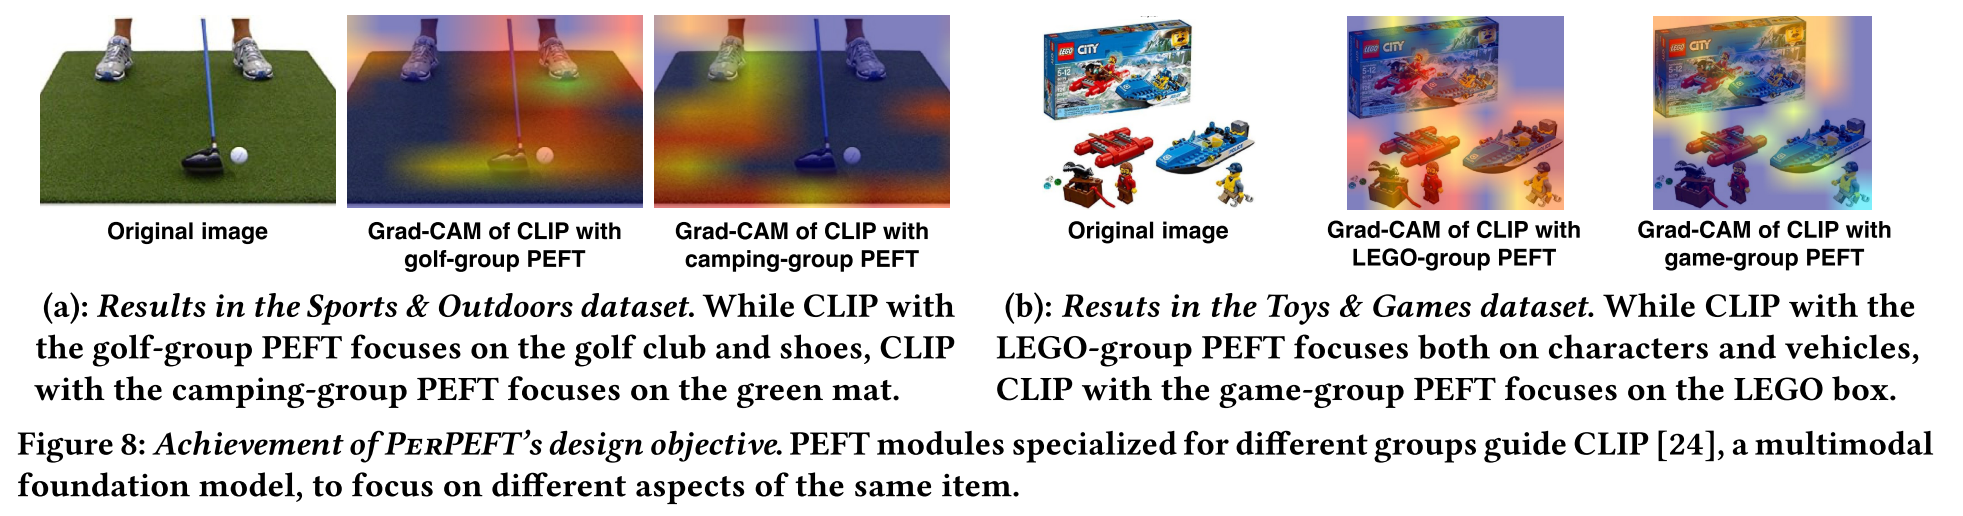 LEGO CITY
5-12
Original image
Grad-CAM of CLIP with
golf-group PEFT
Grad-CAM of CLIP with
camping-group PEFT
Original image
Grad-CAM of CLIP with
LEGO-group PEFT
Grad-CAM of CLIP with
game-group PEFT
(a): Results in the Sports & Outdoors dataset. While CLIP with
the golf-group PEFT focuses on the golf club and shoes, CLIP
with the camping-group PEFT focuses on the green mat.
(b): Resuts in the Toys & Games dataset. While CLIP with the
LEGO-group PEFT focuses both on characters and vehicles,
CLIP with the game-group PEFT focuses on the LEGO box.
Figure 8: Achievement of PERPEFT's design objective. PEFT modules specialized for different groups guide CLIP [24], a multimodal
foundation model, to focus on different aspects of the same item.